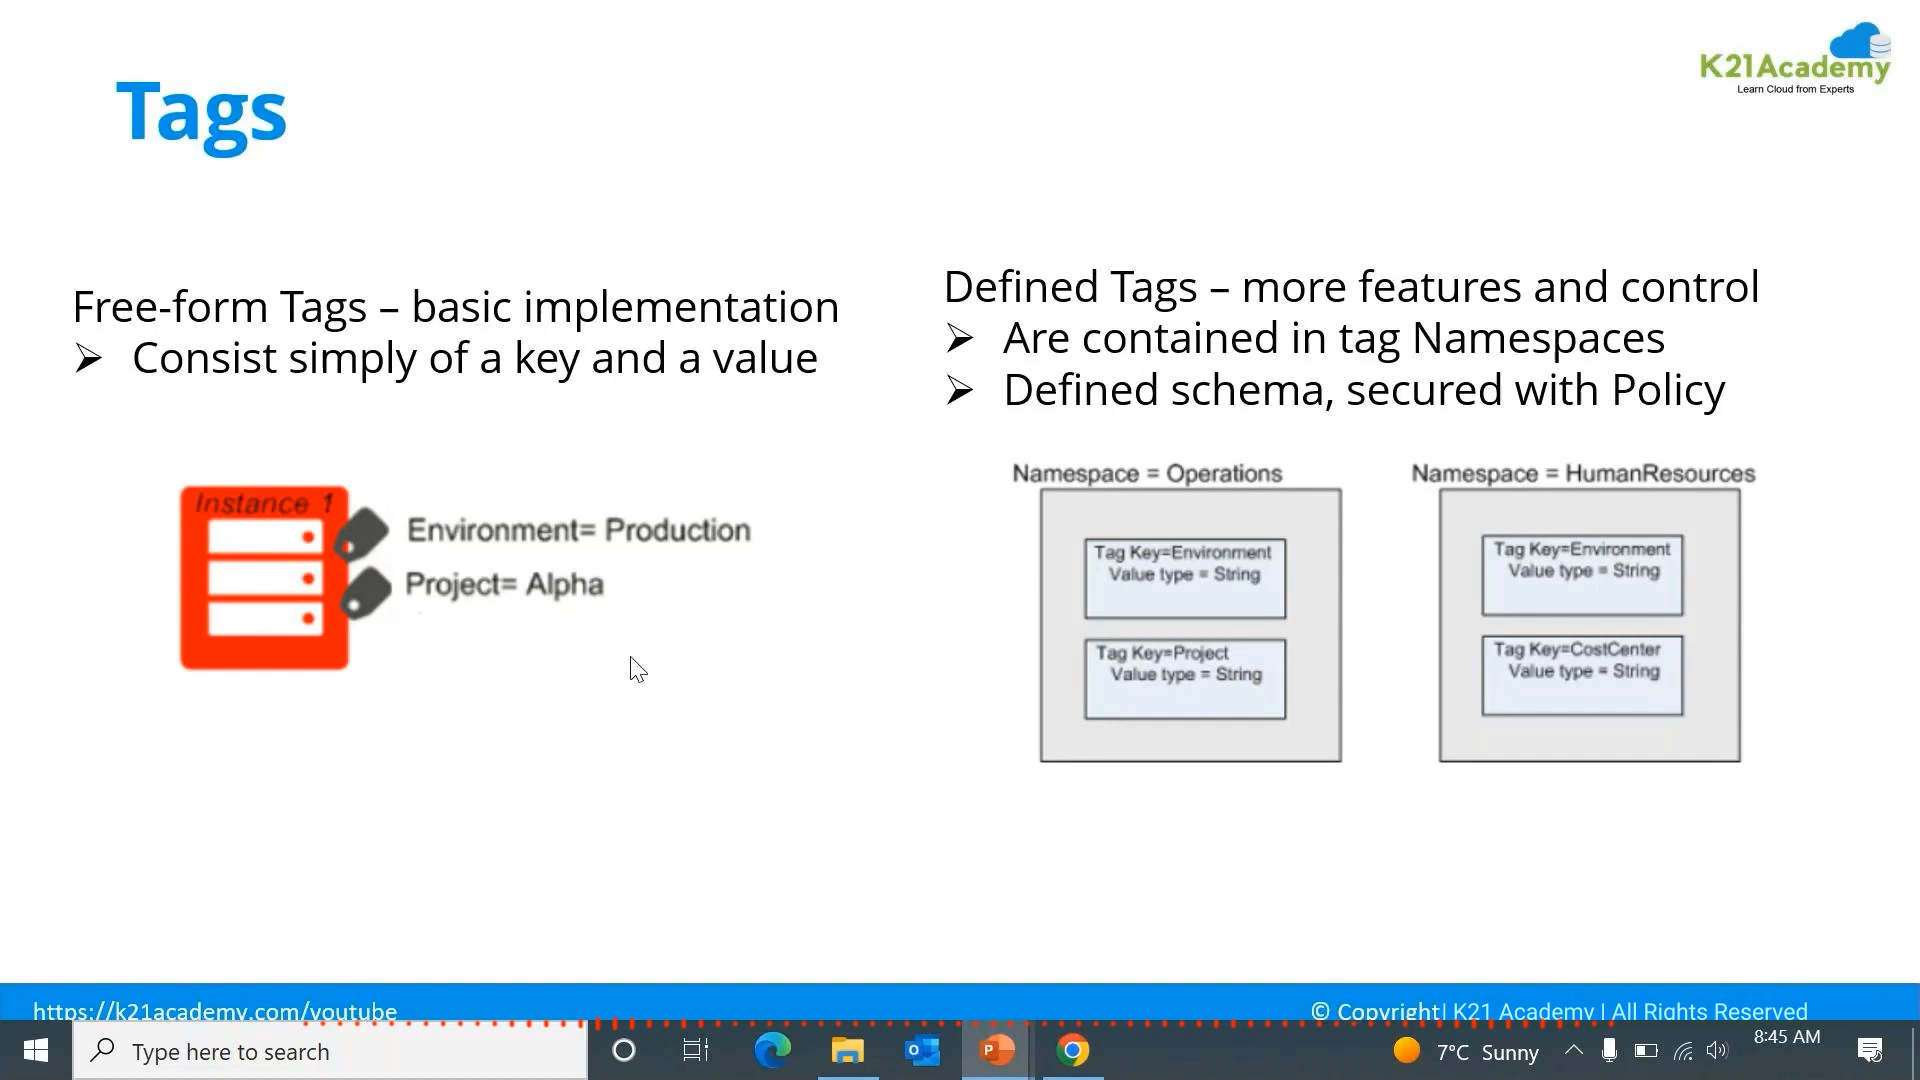 K21Academy
Learn Cloud from Experts
Tags
Free-form Tags – basic implementation
➢ Consist simply of a key and a value
Instance 1
Environment= Production
Project= Alpha
Defined Tags – more features and control
➢ Are contained in tag Namespaces
➢ Defined schema, secured with Policy
Namespace = Operations
Tag Key=Environment
Value type = String
Tag Key=Project
Value type = String
Namespace = HumanResources
Tag Key=Environment
Value type = String
Tag Key=CostCenter
Value type = String
https://k21academy.com/youtube
© Copyright| K21 Academy | All Rights Reserved
Type here to search
7°C Sunny
8:45 AM